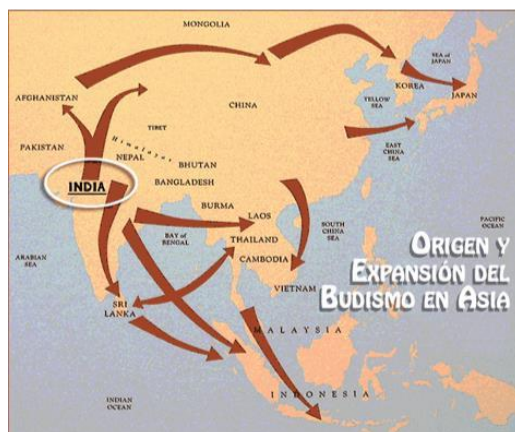 MONGOLIA
SEA of
JAPAN
AFGHANISTAN
KOREA
JAPAN
CHINA
YELLOW
SEA
TIBET
EAST
CHINA
SEA
PAKISTAN
Himalayas
NEPAL
BHUTAN
INDIA
BANGLADESH
BURMA
LAOS
SOUTH
CHINA
SEA
PACIFIC
OCEAN
ARABIAN
SEA
BAY of
BENGAL
THAILAND
CAMBODIA
VIETNAM
ORIGEN Y
EXPANSIÓN DEL
BUDISMO EN ASIA
SRI
LANKA
MALAYSIA
INDONESIA
INDIAN
OCEAN